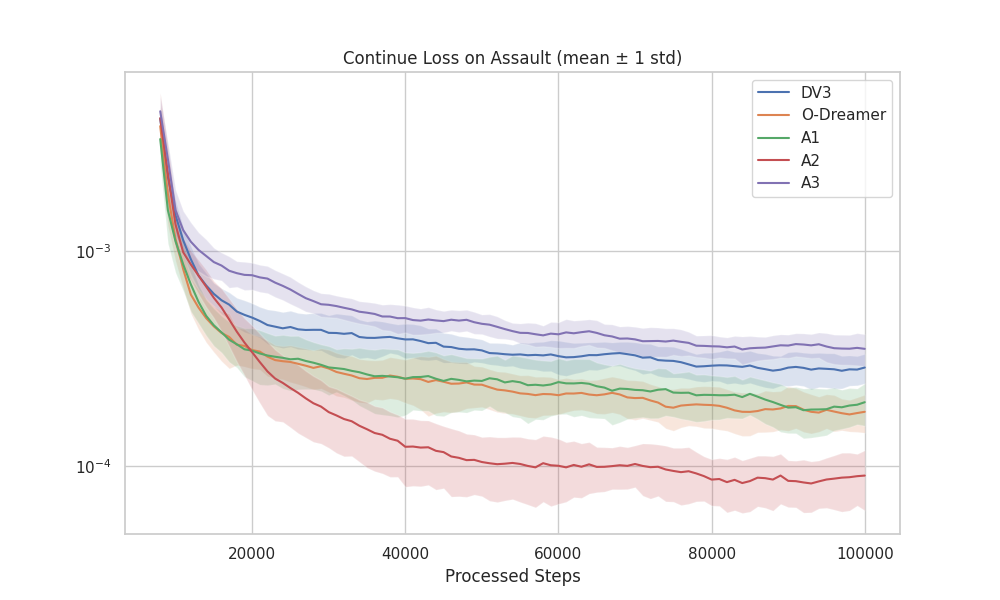 Continue Loss on Assault (mean ± 1 std)
DV3
O-Dreamer
A1
A2
A3
10⁻³
10⁻⁴
20000
40000
60000
80000
100000
Processed Steps